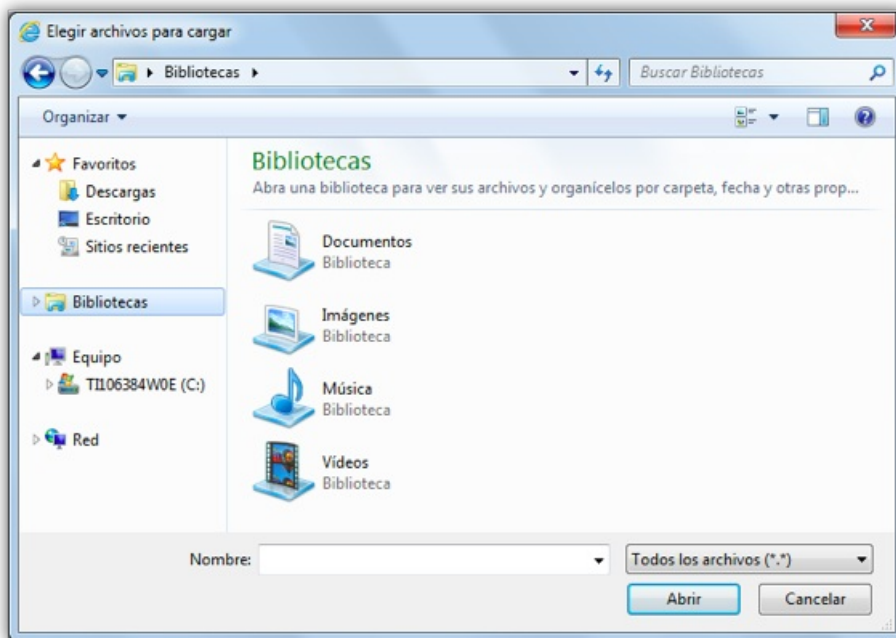 Elegir archivos para cargar
Bibliotecas
Buscar Bibliotecas
Organizar
Favoritos
Descargas
Escritorio
Sitios recientes
Bibliotecas
Equipo
TI106384W0E (C:)
Red
Bibliotecas
Abra una biblioteca para ver sus archivos y organícelos por carpeta, fecha y otras prop...
Documentos
Biblioteca
Imágenes
Biblioteca
Música
Biblioteca
Vídeos
Biblioteca
Nombre:
Todos los archivos (*.*)
Abrir
Cancelar